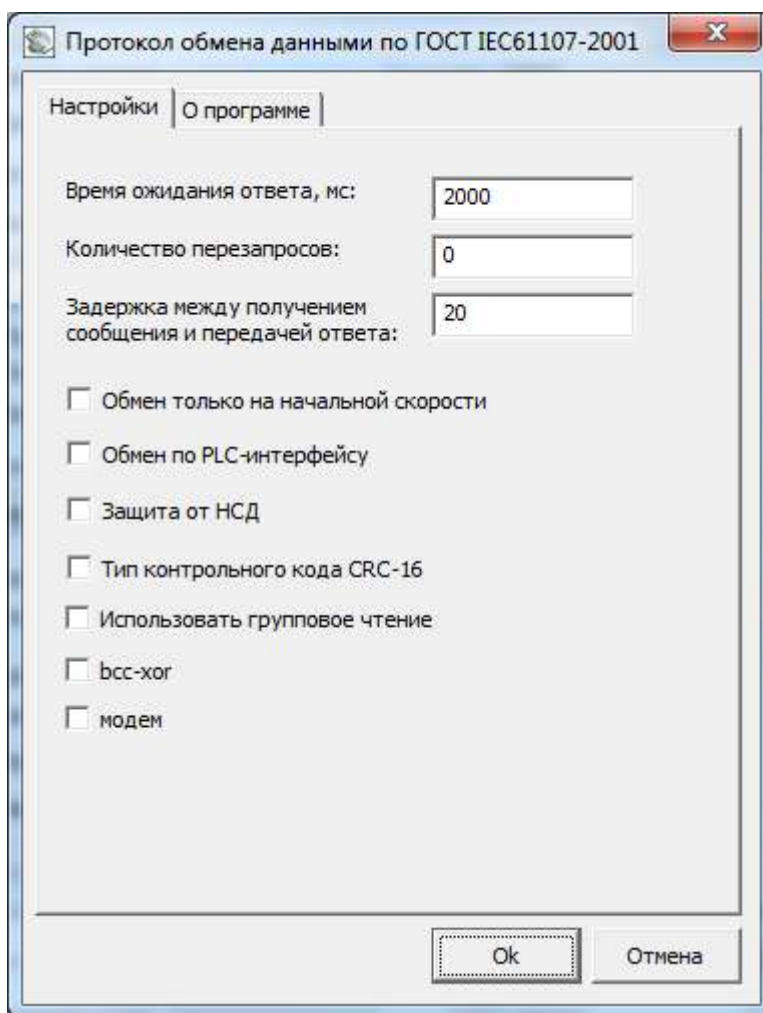 Протокол обмена данными по ГОСТ IEC61107-2001
Настройки
О программе
Время ожидания ответа, мс:
2000
Количество перезапросов:
0
Задержка между получением
сообщения и передачей ответа:
20
Обмен только на начальной скорости
Обмен по PLC-интерфейсу
Защита от НСД
Тип контрольного кода CRC-16
Использовать групповое чтение
bcc-xor
модем
Ok
Отмена